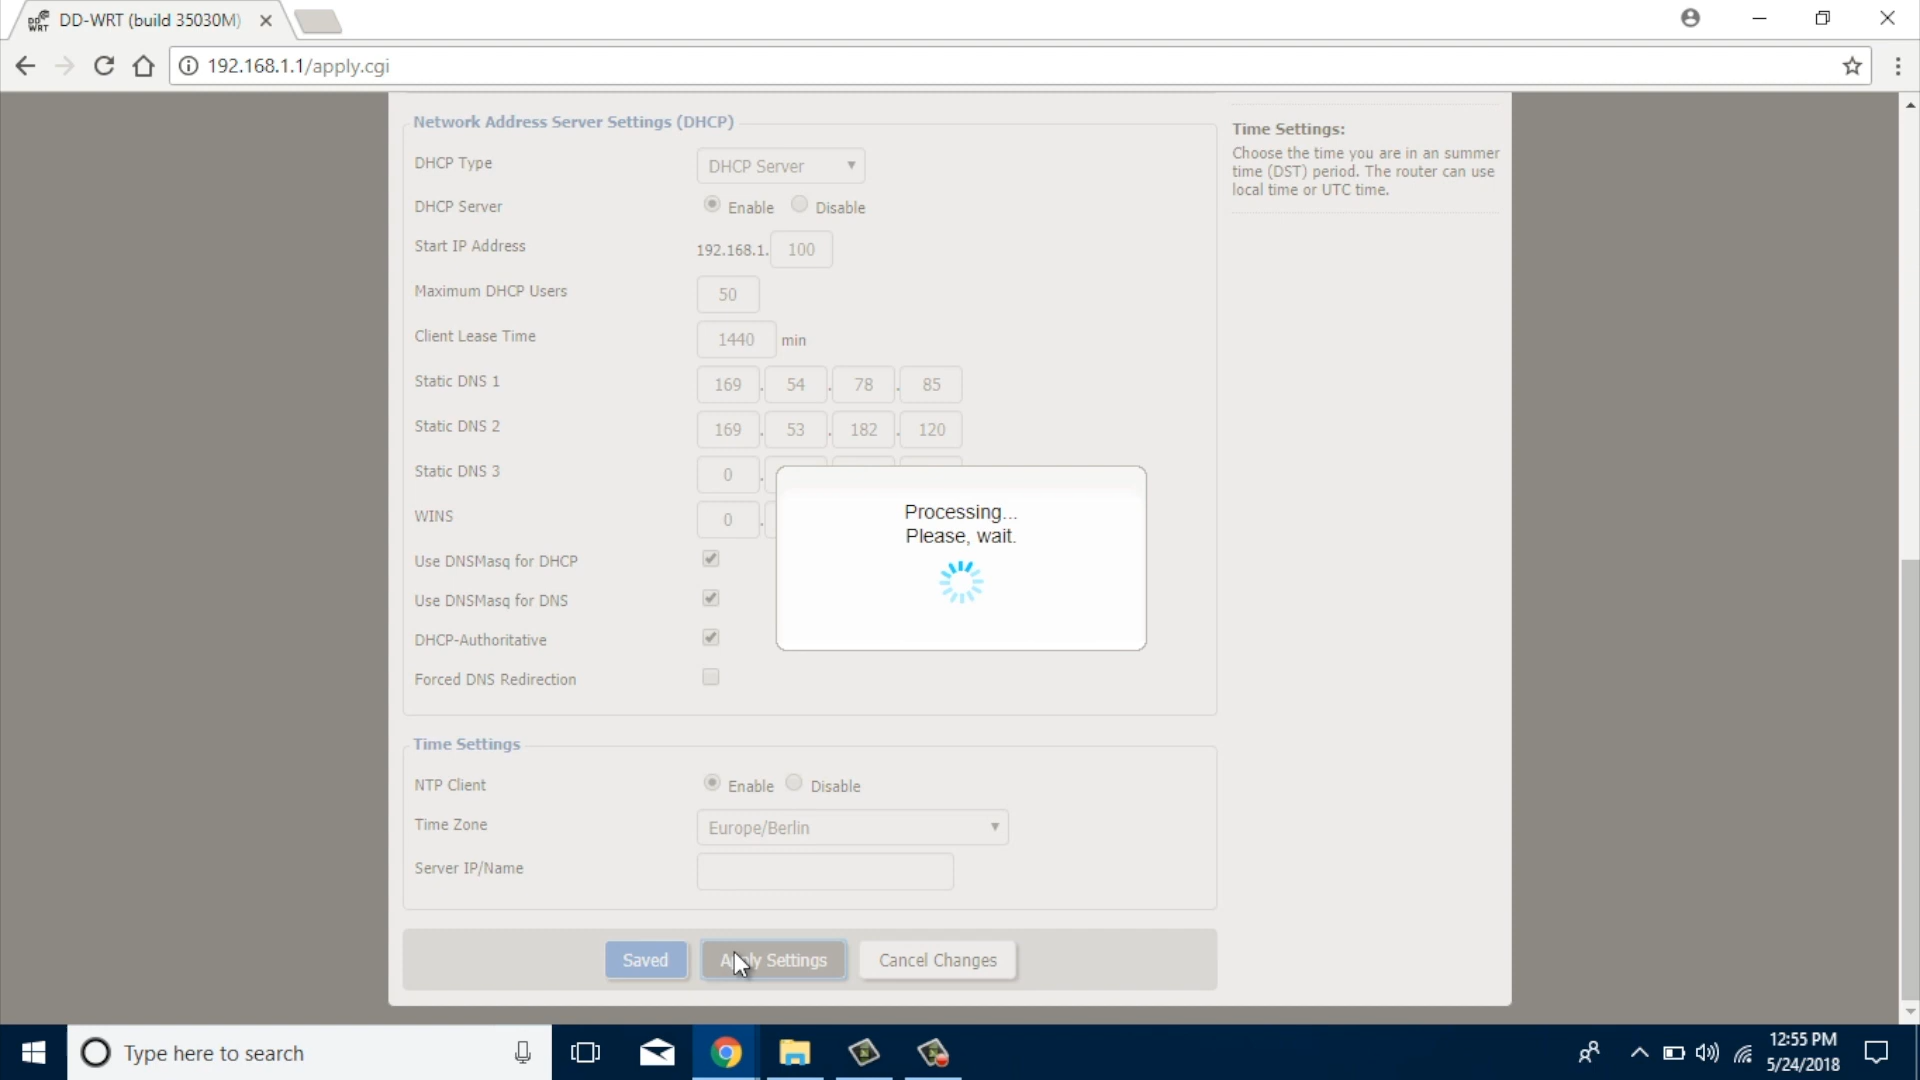 DD-WRT (build 35030M)
192.168.1.1/apply.cgi
Network Address Server Settings (DHCP)
DHCP Type
DHCP Server
DHCP Server
Enable
Disable
Start IP Address
192.168.1.
100
Maximum DHCP Users
50
Client Lease Time
1440
min
Static DNS 1
169 . 54 . 78 . 85
Static DNS 2
169 . 53 . 182 . 120
Static DNS 3
0 .
WINS
0 .
Use DNSMasq for DHCP
Use DNSMasq for DNS
DHCP-Authoritative
Forced DNS Redirection
Processing...
Please, wait.
Time Settings
NTP Client
Enable
Disable
Time Zone
Europe/Berlin
Server IP/Name
Saved
Apply Settings
Cancel Changes
Time Settings:
Choose the time you are in an summer
time (DST) period. The router can use
local time or UTC time.
Type here to search
12:55 PM
5/24/2018